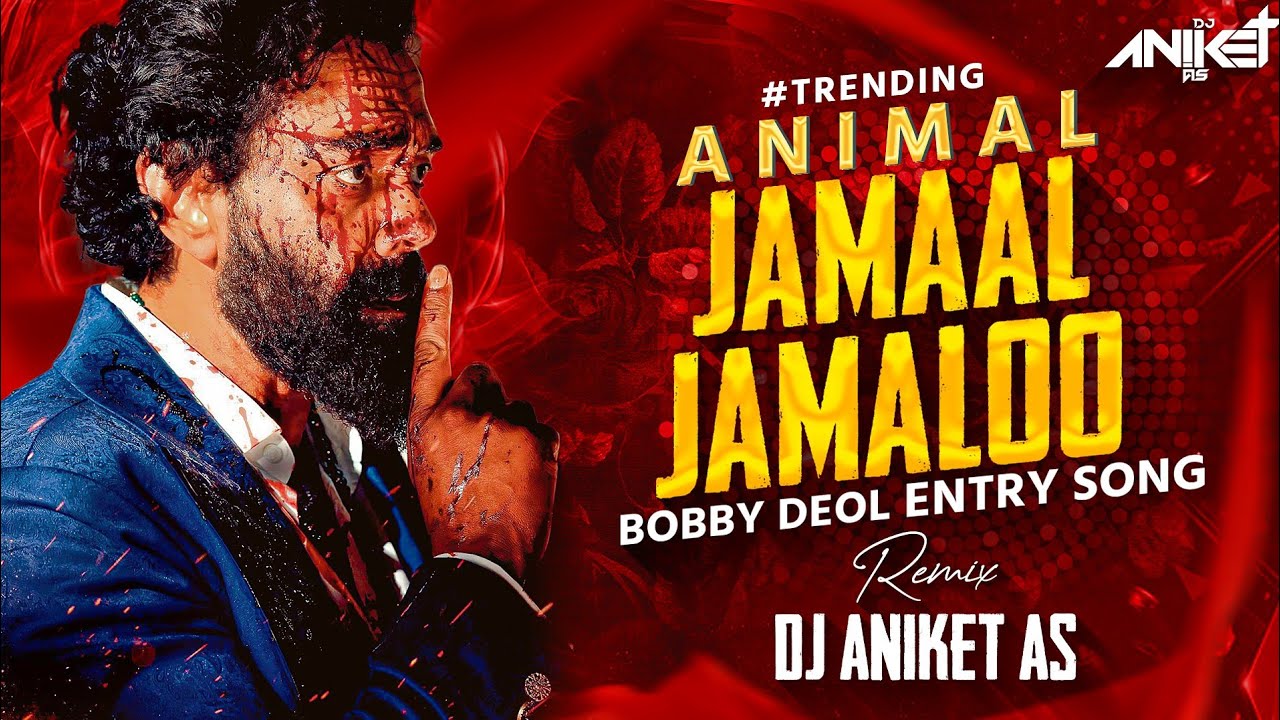 DJ
ANIKET
AS
#TRENDING
ANIMAL
JAMAAL
JAMALOO
BOBBY DEOL ENTRY SONG
Remix
DJ ANIKET AS